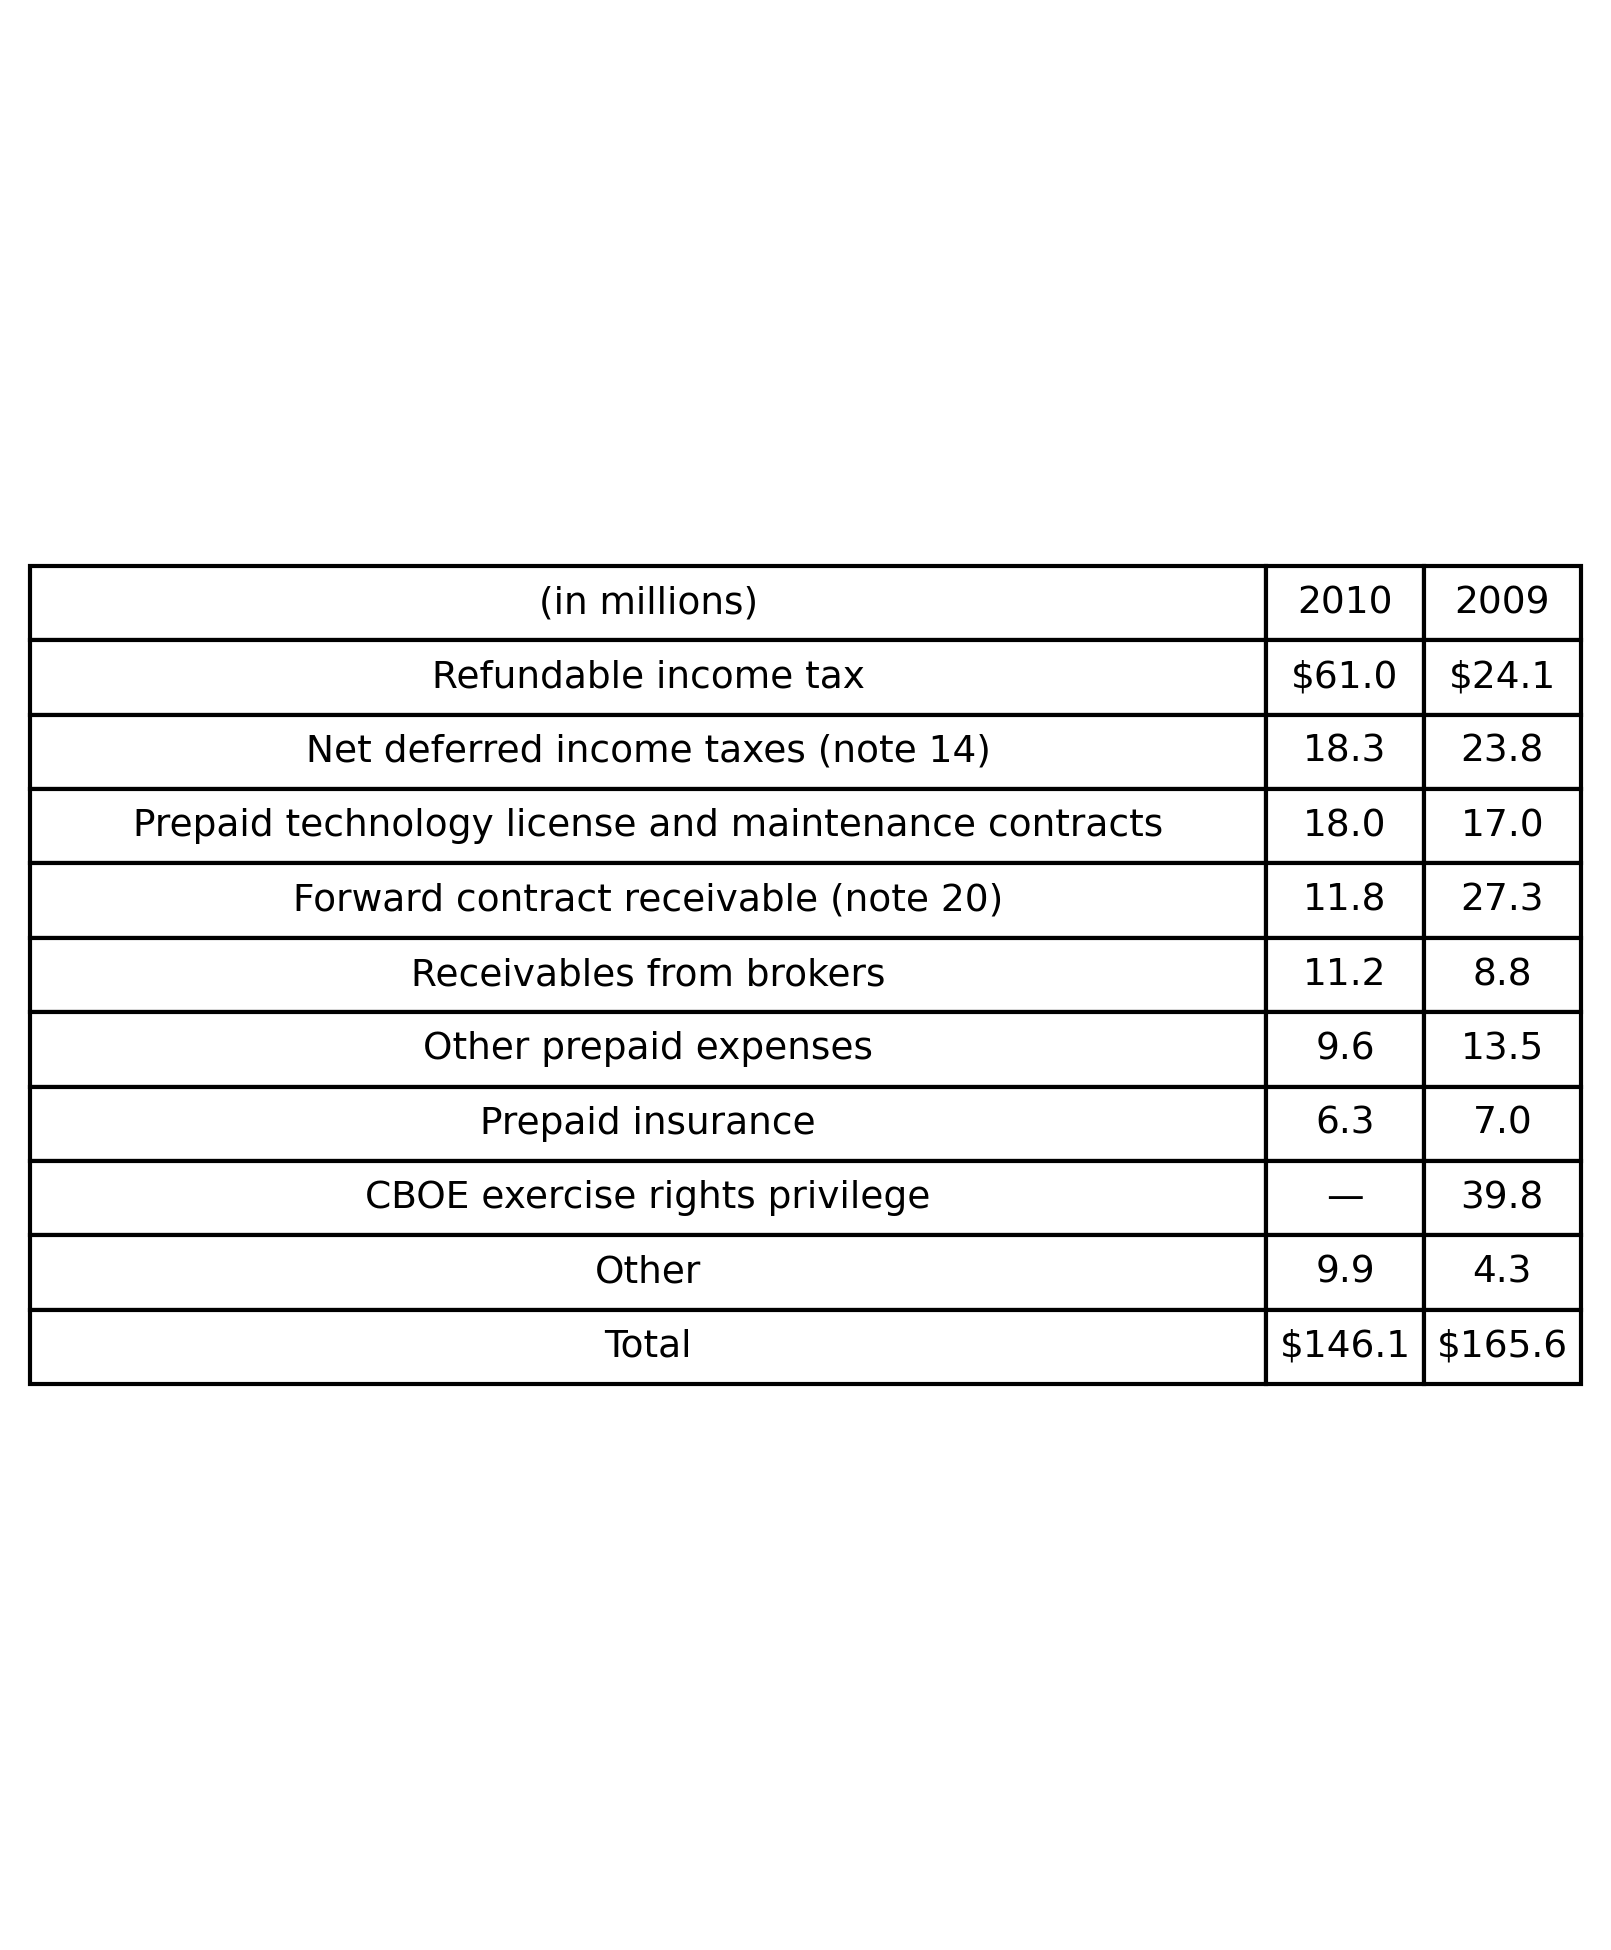 (in millions) 2010 2009
Refundable income tax $61.0 $24.1
Net deferred income taxes (note 14) 18.3 23.8
Prepaid technology license and maintenance contracts 18.0 17.0
Forward contract receivable (note 20) 11.8 27.3
Receivables from brokers 11.2 8.8
Other prepaid expenses 9.6 13.5
Prepaid insurance 6.3 7.0
CBOE exercise rights privilege — 39.8
Other 9.9 4.3
Total $146.1 $165.6